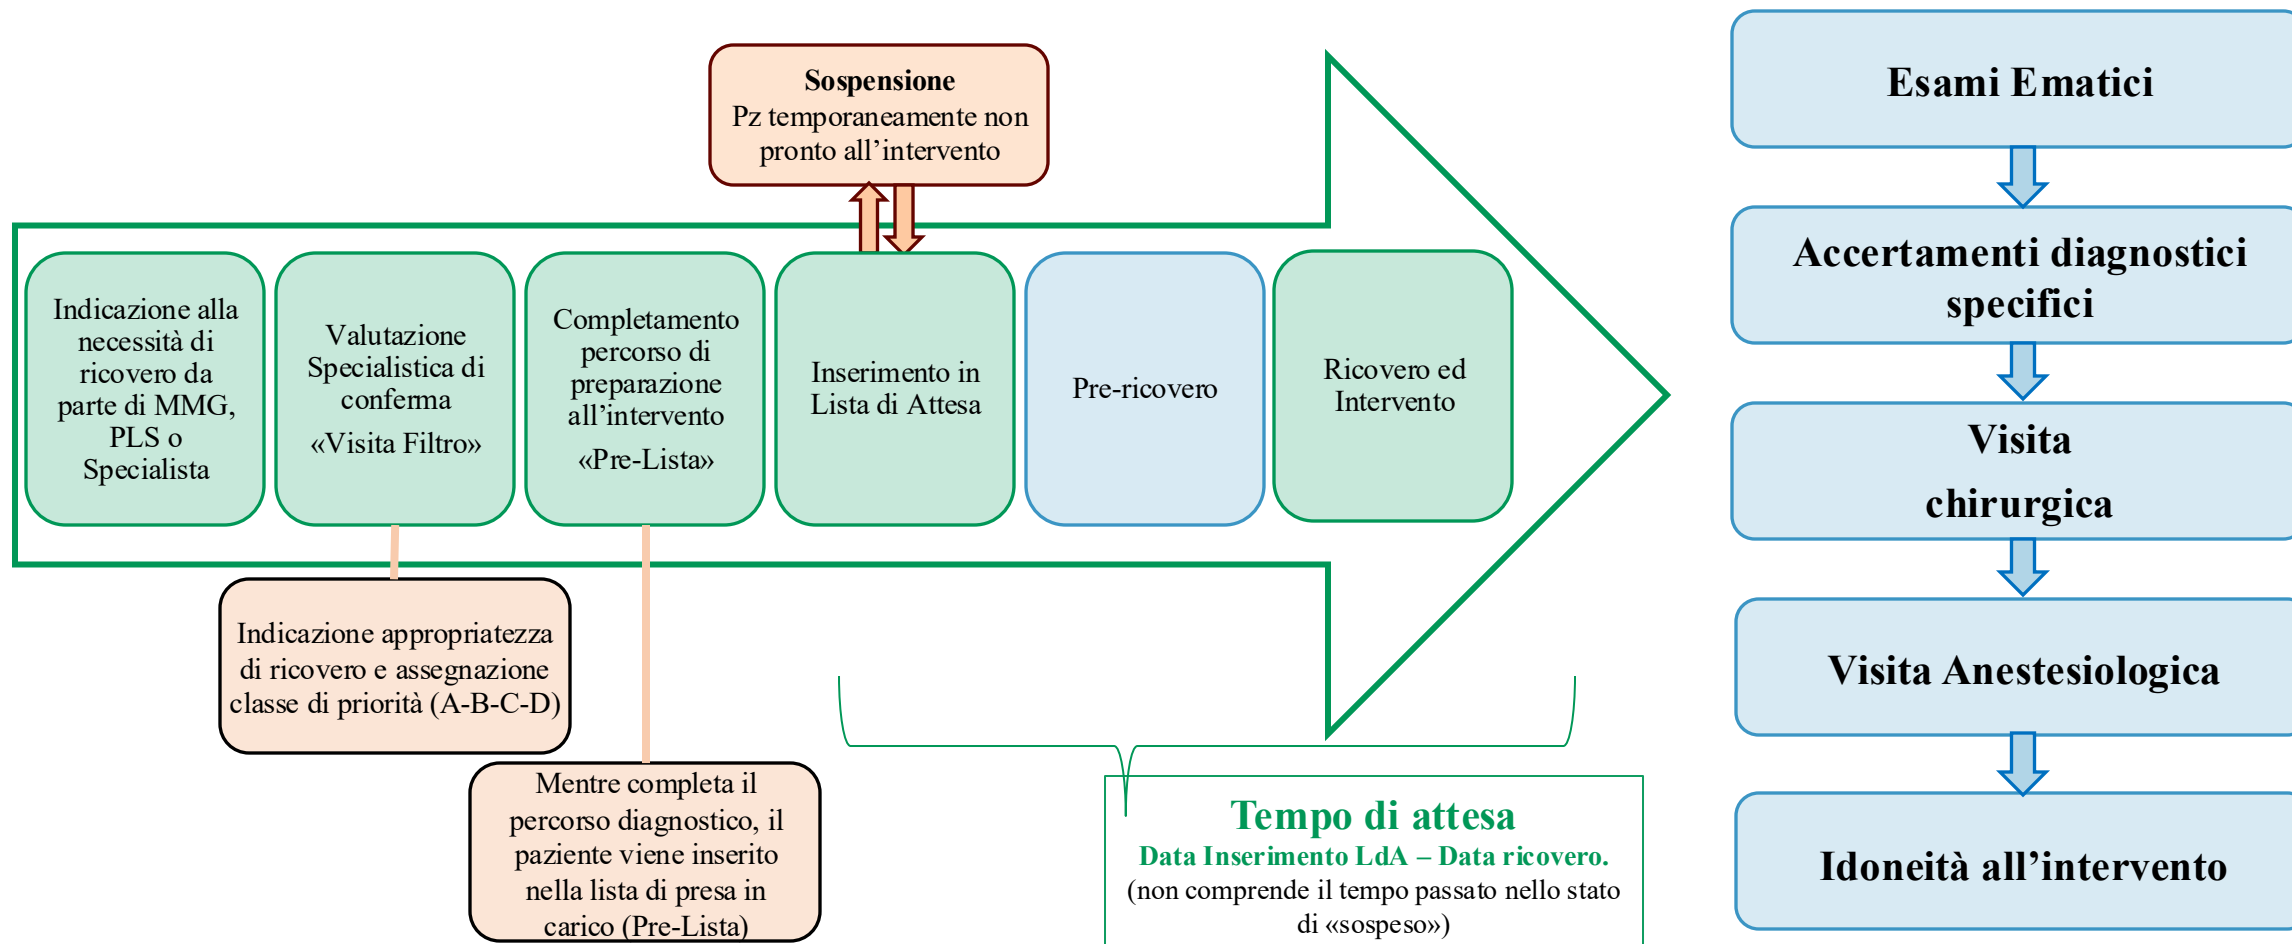 Sospensione
Pz temporaneamente non
pronto all’intervento
Indicazione alla
necessità di
ricovero da
parte di MMG,
PLS o
Specialista
Valutazione
Specialistica di
conferma
«Visita Filtro»
Completamento
percorso di
preparazione
all’intervento
«Pre-Lista»
Inserimento in
Lista di Attesa
Pre-ricovero
Ricovero ed
Intervento
Indicazione appropriatezza
di ricovero e assegnazione
classe di priorità (A-B-C-D)
Mentre completa il
percorso diagnostico, il
paziente viene inserito
nella lista di presa in
carico (Pre-Lista)
Tempo di attesa
Data Inserimento LdA – Data ricovero.
(non comprende il tempo passato nello stato
di «sospeso»)
Esami Ematici
Accertamenti diagnostici
specifici
Visita
chirurgica
Visita Anestesiologica
Idoneità all’intervento